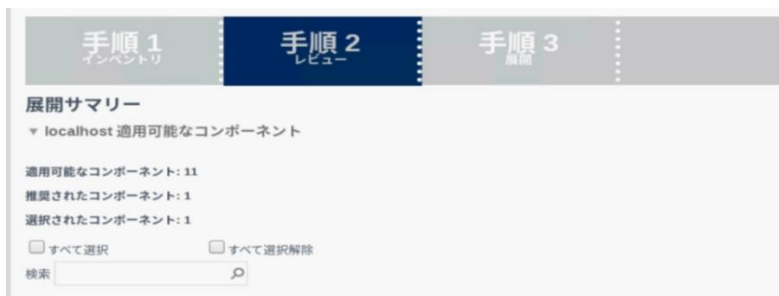 手順 1
インベントリ
手順 2
レビュー
手順 3
展開
展開サマリー
localhost 適用可能なコンポーネント
適用可能なコンポーネント: 11
推奨されたコンポーネント: 1
選択されたコンポーネント: 1
すべて選択 すべて選択解除
検索